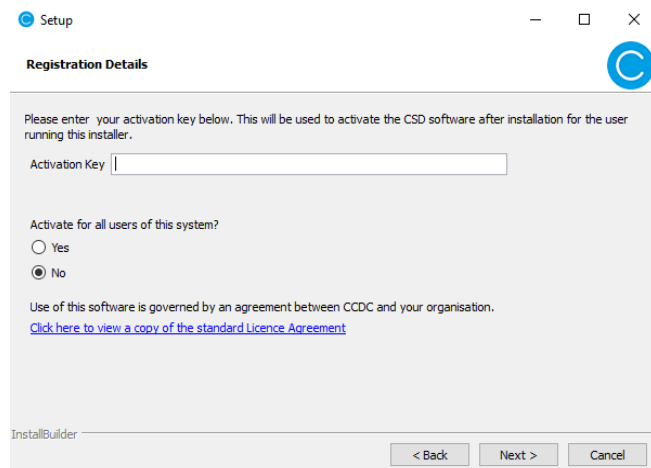 Setup
Registration Details
Please enter  your activation key below. This will be used to activate the CSD software after installation for the user
running this installer.
Activation Key
Activate for all users of this system?
Yes
No
Use of this software is governed by an agreement between CCDC and your organisation.
Click here to view a copy of the standard Licence Agreement
InstallBuilder
< Back Next > Cancel